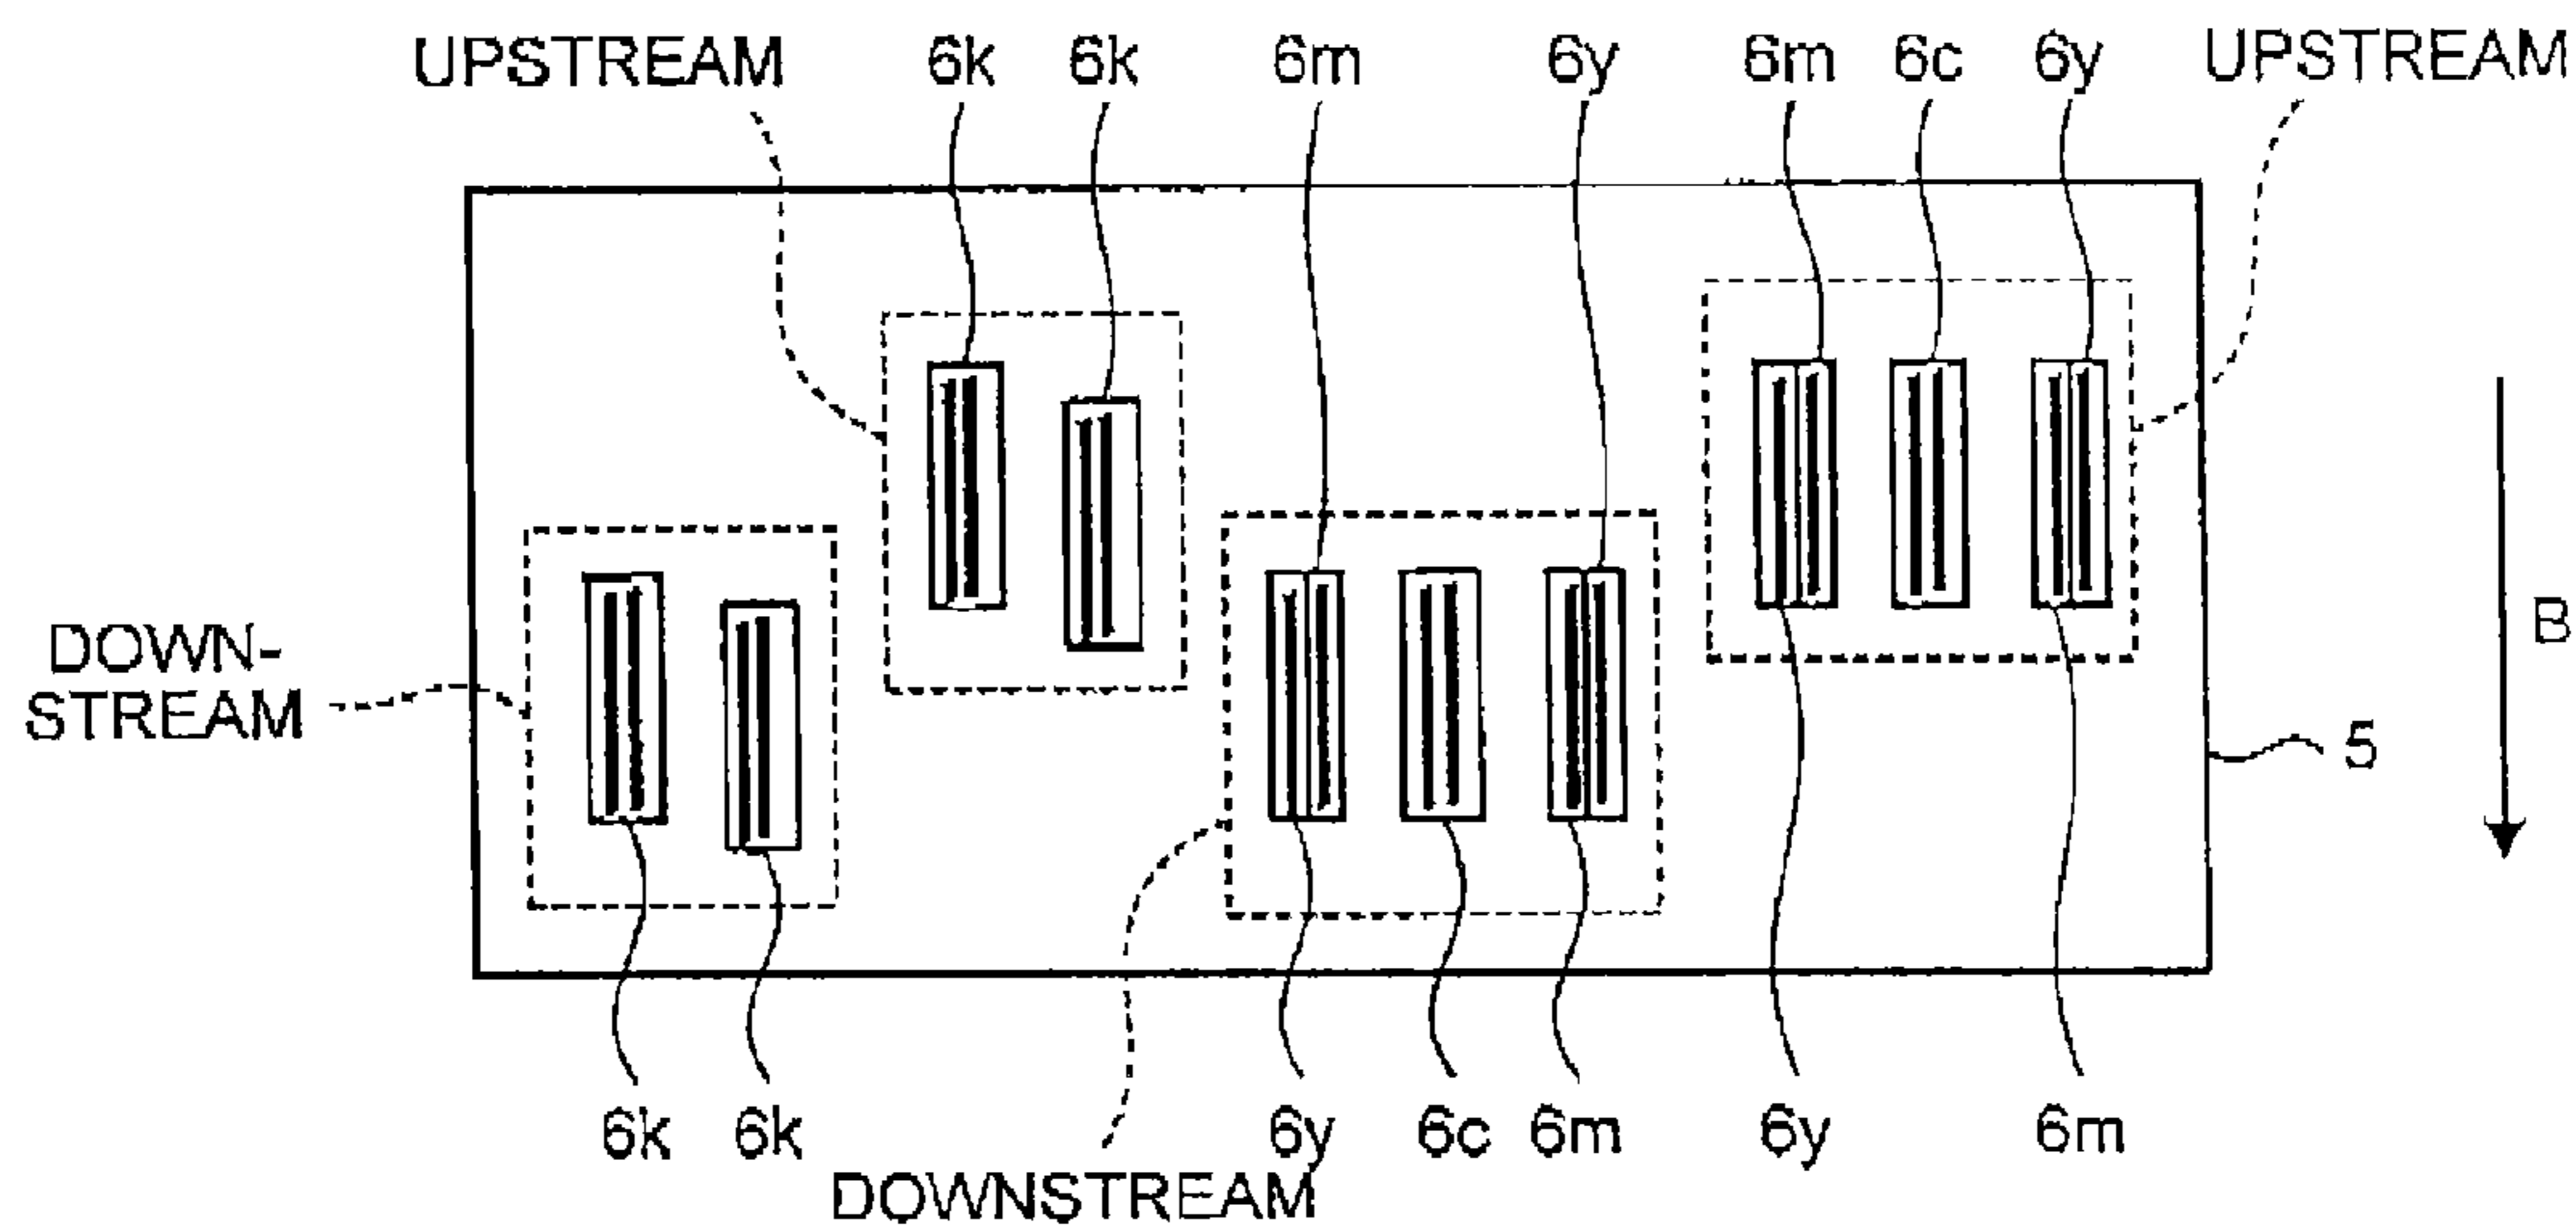 UPSTREAM 6k 6k 6m 6y 6m 6c 6y UPSTREAM
DOWN-
STREAM
B
5
6k 6k 6y 6c 6m 6y 6m
DOWNSTREAM